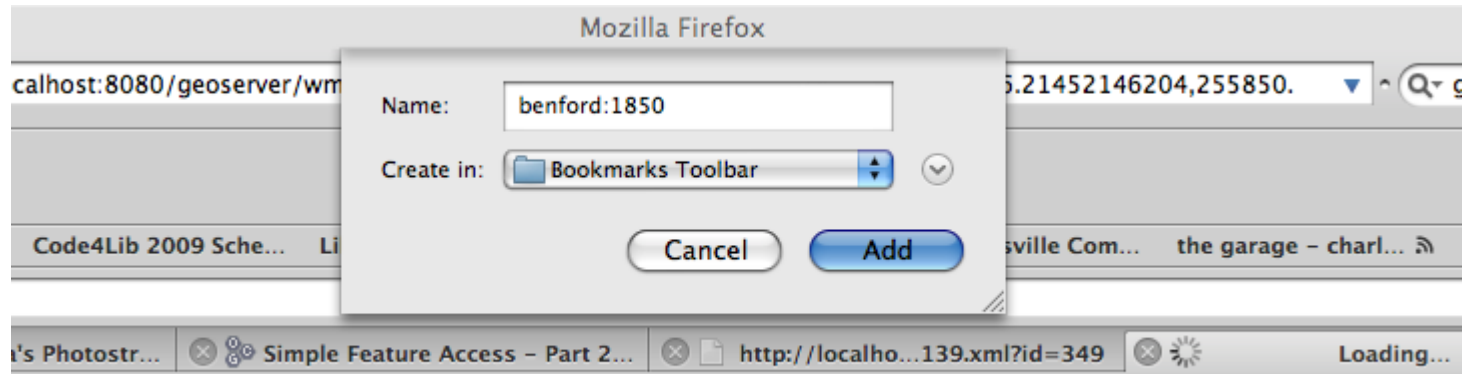 Mozilla Firefox
calhost:8080/geoserver/wm
5.21452146204,255850.
Name:
benford:1850
Create in:
Bookmarks Toolbar
Cancel
Add
Code4Lib 2009 Sche...
Li
sville Com...
the garage – charl...
a's Photostr...
Simple Feature Access – Part 2...
http://localho...139.xml?id=349
Loading...